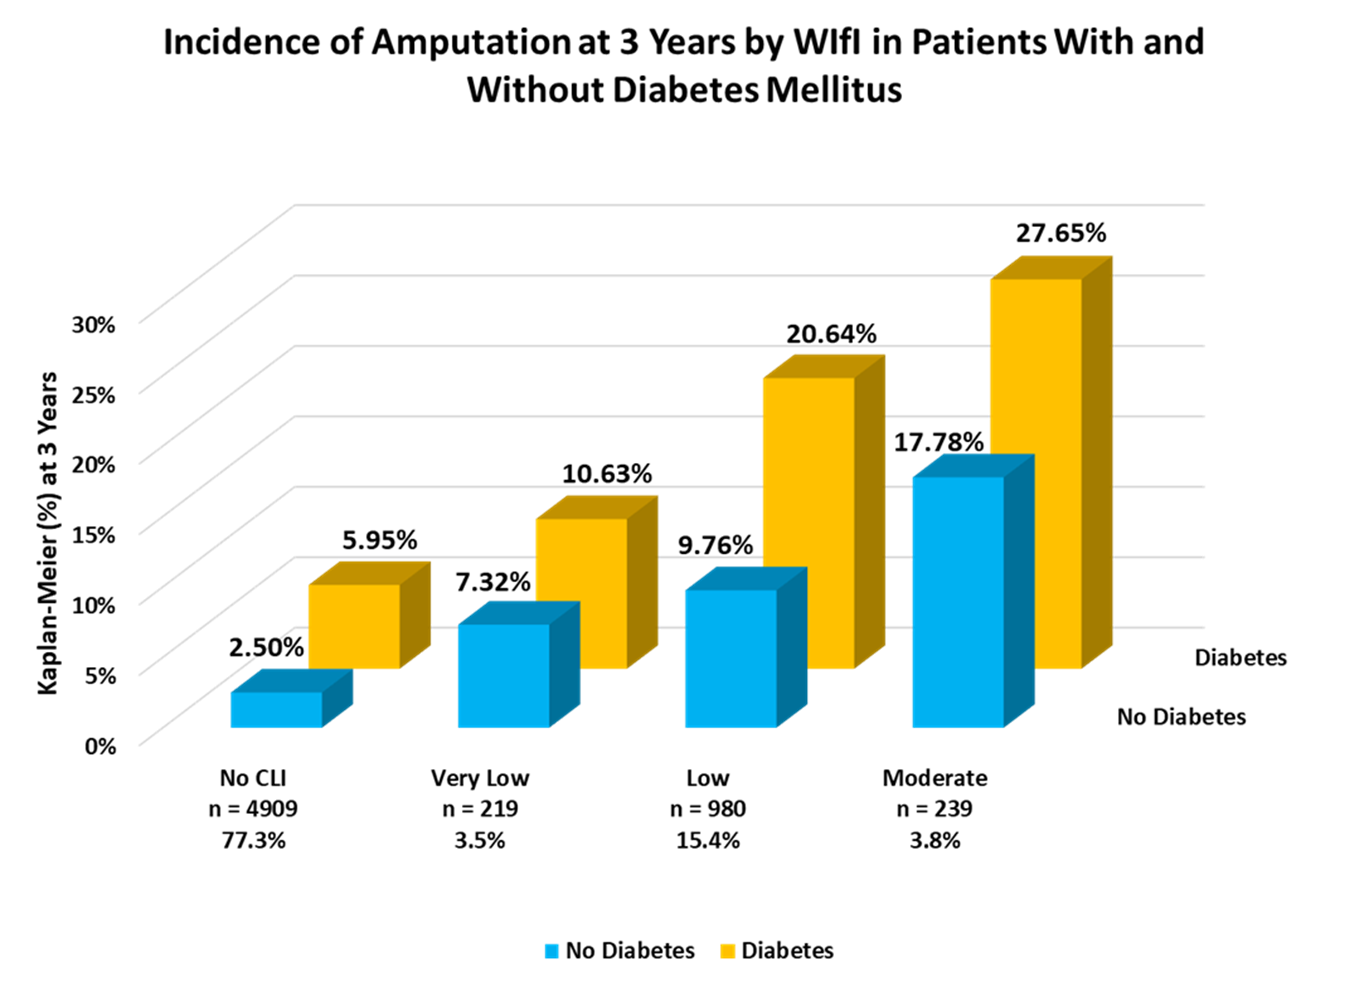 Incidence of Amputation at 3 Years by WIfI in Patients With and
Without Diabetes Mellitus
Kaplan-Meier (%) at 3 Years
30%
25%
20%
15%
10%
5%
0%
2.50%
5.95%
7.32%
10.63%
9.76%
20.64%
17.78%
27.65%
Diabetes
No Diabetes
No CLI
n = 4909
77.3%
Very Low
n = 219
3.5%
Low
n = 980
15.4%
Moderate
n = 239
3.8%
No Diabetes
Diabetes